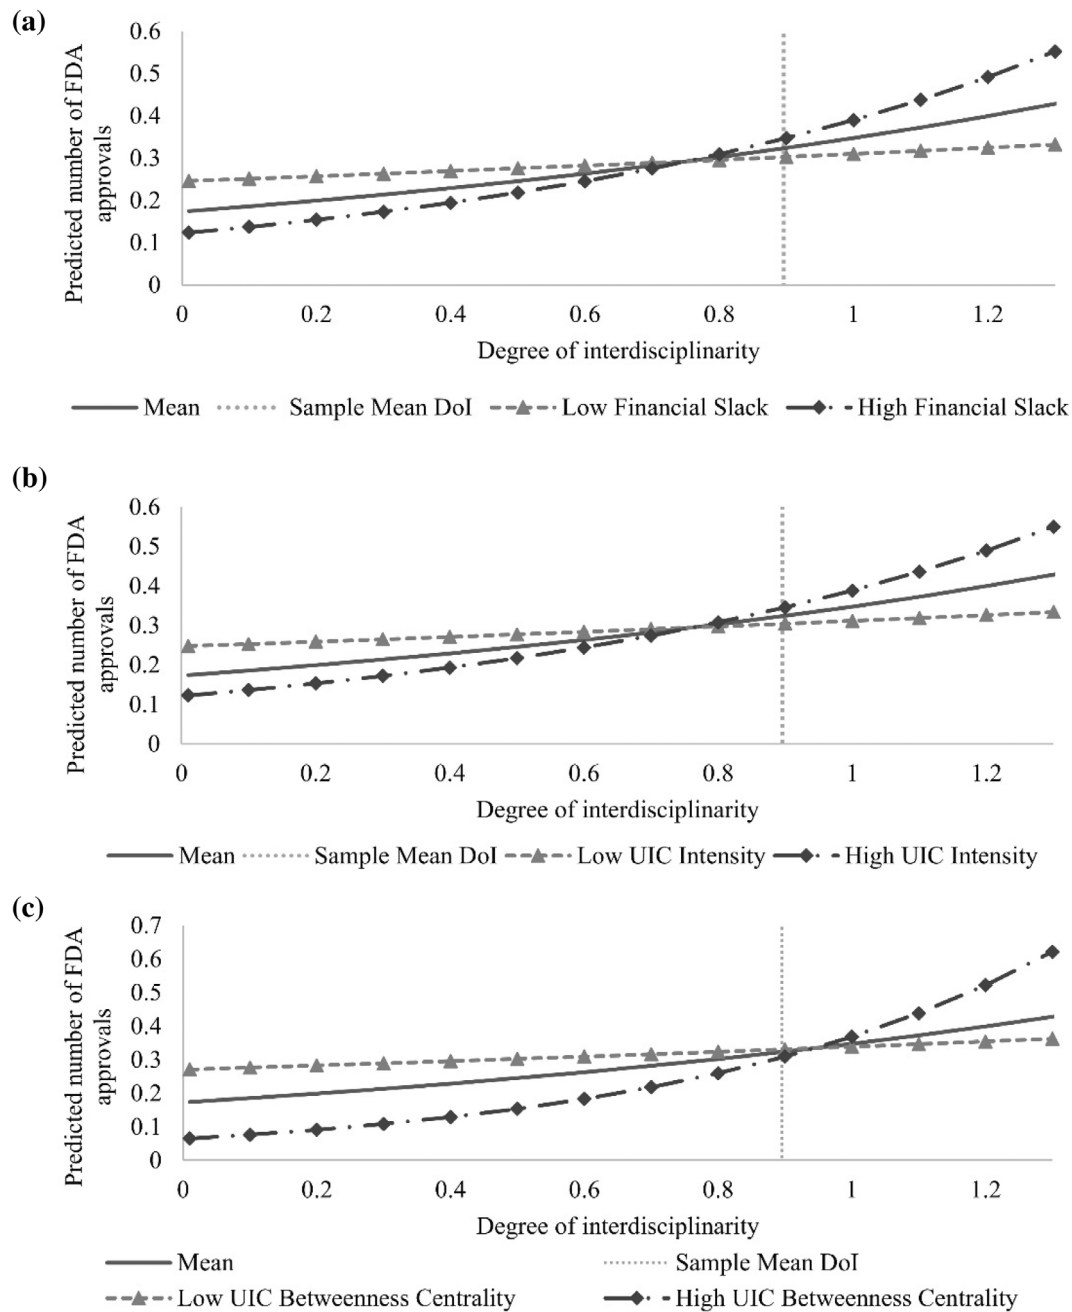 (a)
Predicted number of FDA
approvals
0.6
0.5
0.4
0.3
0.2
0.1
0
0 0.2 0.4 0.6 0.8 1 1.2
Degree of interdisciplinarity
Mean Sample Mean DoI Low Financial Slack High Financial Slack
(b)
Predicted number of FDA
approvals
0.6
0.5
0.4
0.3
0.2
0.1
0
0 0.2 0.4 0.6 0.8 1 1.2
Degree of interdisciplinarity
Mean Sample Mean DoI Low UIC Intensity High UIC Intensity
(c)
Predicted number of FDA
approvals
0.7
0.6
0.5
0.4
0.3
0.2
0.1
0
0 0.2 0.4 0.6 0.8 1 1.2
Degree of interdisciplinarity
Mean Sample Mean DoI
Low UIC Betweenness Centrality High UIC Betweenness Centrality